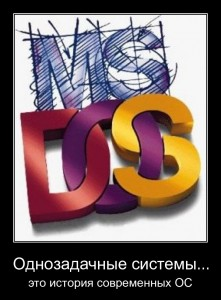 MS
DOS
Однозадачные системы...
это история современных ОС